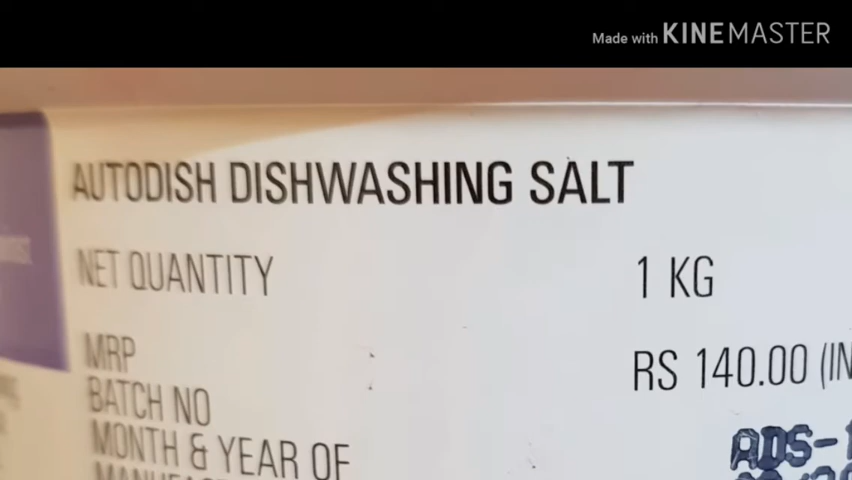 Made with KINEMASTER
AUTODISH DISHWASHING SALT
NET QUANTITY 1 KG
MRP RS 140.00 (IN
BATCH NO
MONTH & YEAR OF
ADS-